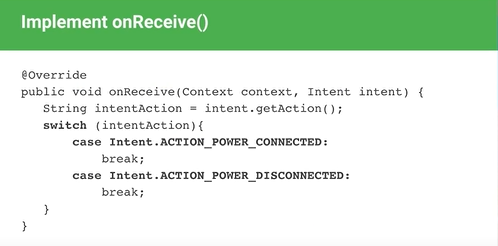 Implement onReceive()
@Override
public void onReceive(Context context, Intent intent) {
String intentAction = intent.getAction();
switch (intentAction){
case Intent.ACTION_POWER_CONNECTED:
break;
case Intent.ACTION_POWER_DISCONNECTED:
break;
}
}